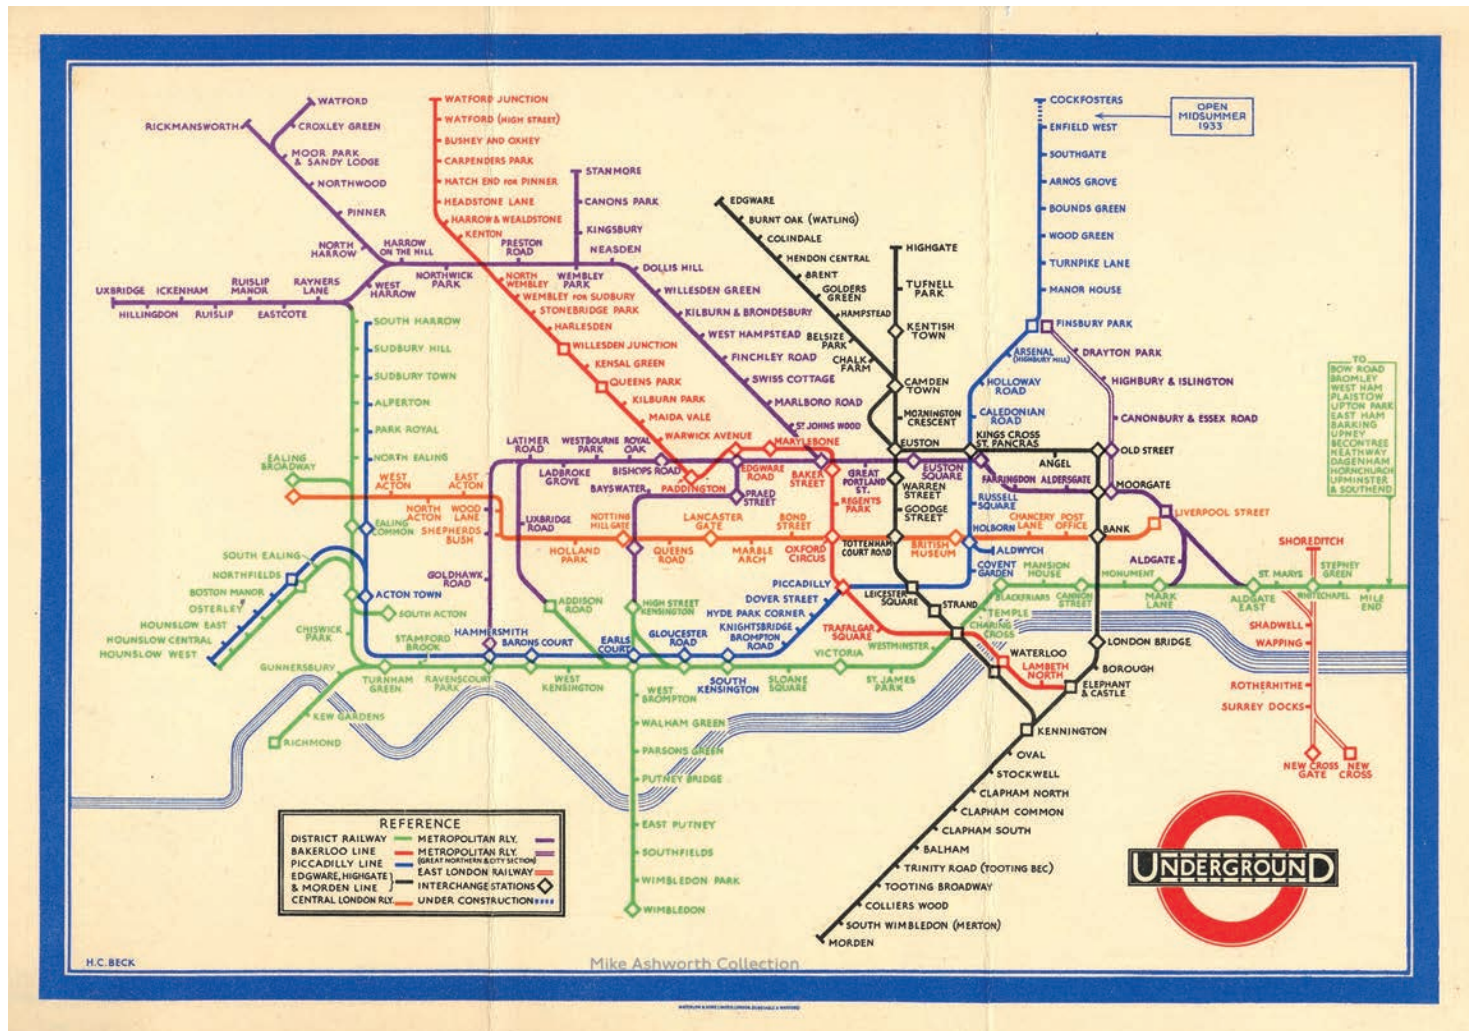 WATFORD
CROXLEY GREEN
RICKMANSWORTH
MOOR PARK
& SANDY LODGE
NORTHWOOD
PINNER
NORTH
HARROW
HARROW
ON THE HILL
NORTHWICK
PARK
PRESTON
ROAD
WEST
HARROW
RAYNERS
LANE
EASTCOTE
RUISLIP
MANOR
RUISLIP
ICKENHAM
HILLINGDON
UXBRIDGE
WATFORD JUNCTION
WATFORD (HIGH STREET)
BUSHEY AND OXHEY
CARPENDERS PARK
HATCH END FOR PINNER
HEADSTONE LANE
HARROW & WEALDSTONE
KENTON
NORTH
WEMBLEY
WEMBLEY FOR SUDBURY
STONEBRIDGE PARK
HARLESDEN
WILLESDEN JUNCTION
KENSAL GREEN
QUEENS PARK
KILBURN PARK
MAIDA VALE
WARWICK AVENUE
STANMORE
CANONS PARK
KINGSBURY
NEASDEN
WEMBLEY
PARK
DOLLIS HILL
WILLESDEN GREEN
KILBURN & BRONDESBURY
WEST HAMPSTEAD
FINCHLEY ROAD
SWISS COTTAGE
MARLBORO ROAD
ST JOHNS WOOD
EDGWARE
BURNT OAK (WATLING)
COLINDALE
HENDON CENTRAL
BRENT
GOLDERS
GREEN
HAMPSTEAD
BELSIZE
PARK
CHALK
FARM
HIGHGATE
TUFNELL
PARK
KENTISH
TOWN
CAMDEN
TOWN
MORNINGTON
CRESCENT
EUSTON
COCKFOSTERS
OPEN
MIDSUMMER
1933
ENFIELD WEST
SOUTHGATE
ARNOS GROVE
BOUNDS GREEN
WOOD GREEN
TURNPIKE LANE
MANOR HOUSE
FINSBURY PARK
ARSENAL
(HIGHBURY HILL)
HOLLOWAY
ROAD
CALEDONIAN
ROAD
KINGS CROSS
ST. PANCRAS
DRAYTON PARK
HIGHBURY & ISLINGTON
CANONBURY & ESSEX ROAD
OLD STREET
ANGEL
TO
BOW ROAD
BROMLEY
WEST HAM
PLAISTOW
UPTON PARK
EAST HAM
BARKING
UPNEY
BECONTREE
HEATHWAY
DAGENHAM
HORNCHURCH
UPMINSTER
& SOUTHEND
SOUTH HARROW
SUDBURY HILL
SUDBURY TOWN
ALPERTON
PARK ROYAL
NORTH EALING
EALING
BROADWAY
WEST
ACTON
EAST
ACTON
NORTH
ACTON
WOOD
LANE
SHEPHERDS
BUSH
EALING
COMMON
LATIMER
ROAD
LADBROKE
GROVE
WESTBOURNE
PARK
ROYAL
OAK
BISHOPS ROAD
PADDINGTON
EDGWARE
ROAD
MARYLEBONE
BAKER
STREET
GREAT
PORTLAND
ST.
EUSTON
SQUARE
FARRINGDON
ALDERSGATE
MOORGATE
LIVERPOOL STREET
BAYSWATER
PRAED
STREET
REGENTS
PARK
WARREN
STREET
GOODGE
STREET
RUSSELL
SQUARE
UXBRIDGE
ROAD
HOLLAND
PARK
NOTTING
HILL GATE
QUEENS
ROAD
LANCASTER
GATE
MARBLE
ARCH
BOND
STREET
OXFORD
CIRCUS
TOTTENHAM
COURT ROAD
BRITISH
MUSEUM
HOLBORN
CHANCERY
LANE
POST
OFFICE
BANK
ALDWYCH
COVENT
GARDEN
ALDGATE
SHOREDITCH
SOUTH EALING
NORTHFIELDS
BOSTON MANOR
OSTERLEY
HOUNSLOW EAST
HOUNSLOW CENTRAL
HOUNSLOW WEST
ACTON TOWN
SOUTH ACTON
CHISWICK
PARK
GOLDHAWK
ROAD
ADDISON
ROAD
HIGH STREET
KENSINGTON
HAMMERSMITH
BARONS COURT
EARLS
COURT
GLOUCESTER
ROAD
SOUTH
KENSINGTON
BROMPTON
ROAD
KNIGHTSBRIDGE
HYDE PARK CORNER
DOVER STREET
PICCADILLY
LEICESTER
SQUARE
STRAND
TRAFALGAR
SQUARE
CHARING
CROSS
TEMPLE
BLACKFRIARS
MANSION
HOUSE
CANNON
STREET
MONUMENT
MARK
LANE
ALDGATE
EAST
ST. MARYS
STEPNEY
GREEN
WHITECHAPEL
MILE
END
SHADWELL
WAPPING
ROTHERHITHE
SURREY DOCKS
NEW CROSS
GATE
NEW
CROSS
GUNNERSBURY
KEW GARDENS
RICHMOND
TURNHAM
GREEN
STAMFORD
BROOK
RAVENSCOURT
PARK
WEST
KENSINGTON
SLOANE
SQUARE
VICTORIA
ST. JAMES
PARK
WESTMINSTER
WATERLOO
LAMBETH
NORTH
LONDON BRIDGE
BOROUGH
ELEPHANT
& CASTLE
KENNINGTON
OVAL
STOCKWELL
CLAPHAM NORTH
CLAPHAM COMMON
CLAPHAM SOUTH
BALHAM
TRINITY ROAD (TOOTING BEC)
TOOTING BROADWAY
COLLIERS WOOD
SOUTH WIMBLEDON (MERTON)
MORDEN
WEST
BROMPTON
WALHAM GREEN
PARSONS GREEN
PUTNEY BRIDGE
EAST PUTNEY
SOUTHFIELDS
WIMBLEDON PARK
WIMBLEDON
REFERENCE
DISTRICT RAILWAY
BAKERLOO LINE
PICCADILLY LINE
EDGWARE, HIGHGATE
& MORDEN LINE
CENTRAL LONDON RLY.
METROPOLITAN RLY.
METROPOLITAN RLY.
(GREAT NORTHERN & CITY SECTION)
EAST LONDON RAILWAY
INTERCHANGE STATIONS
UNDER CONSTRUCTION
UNDERGROUND
H.C.BECK
Mike Ashworth Collection